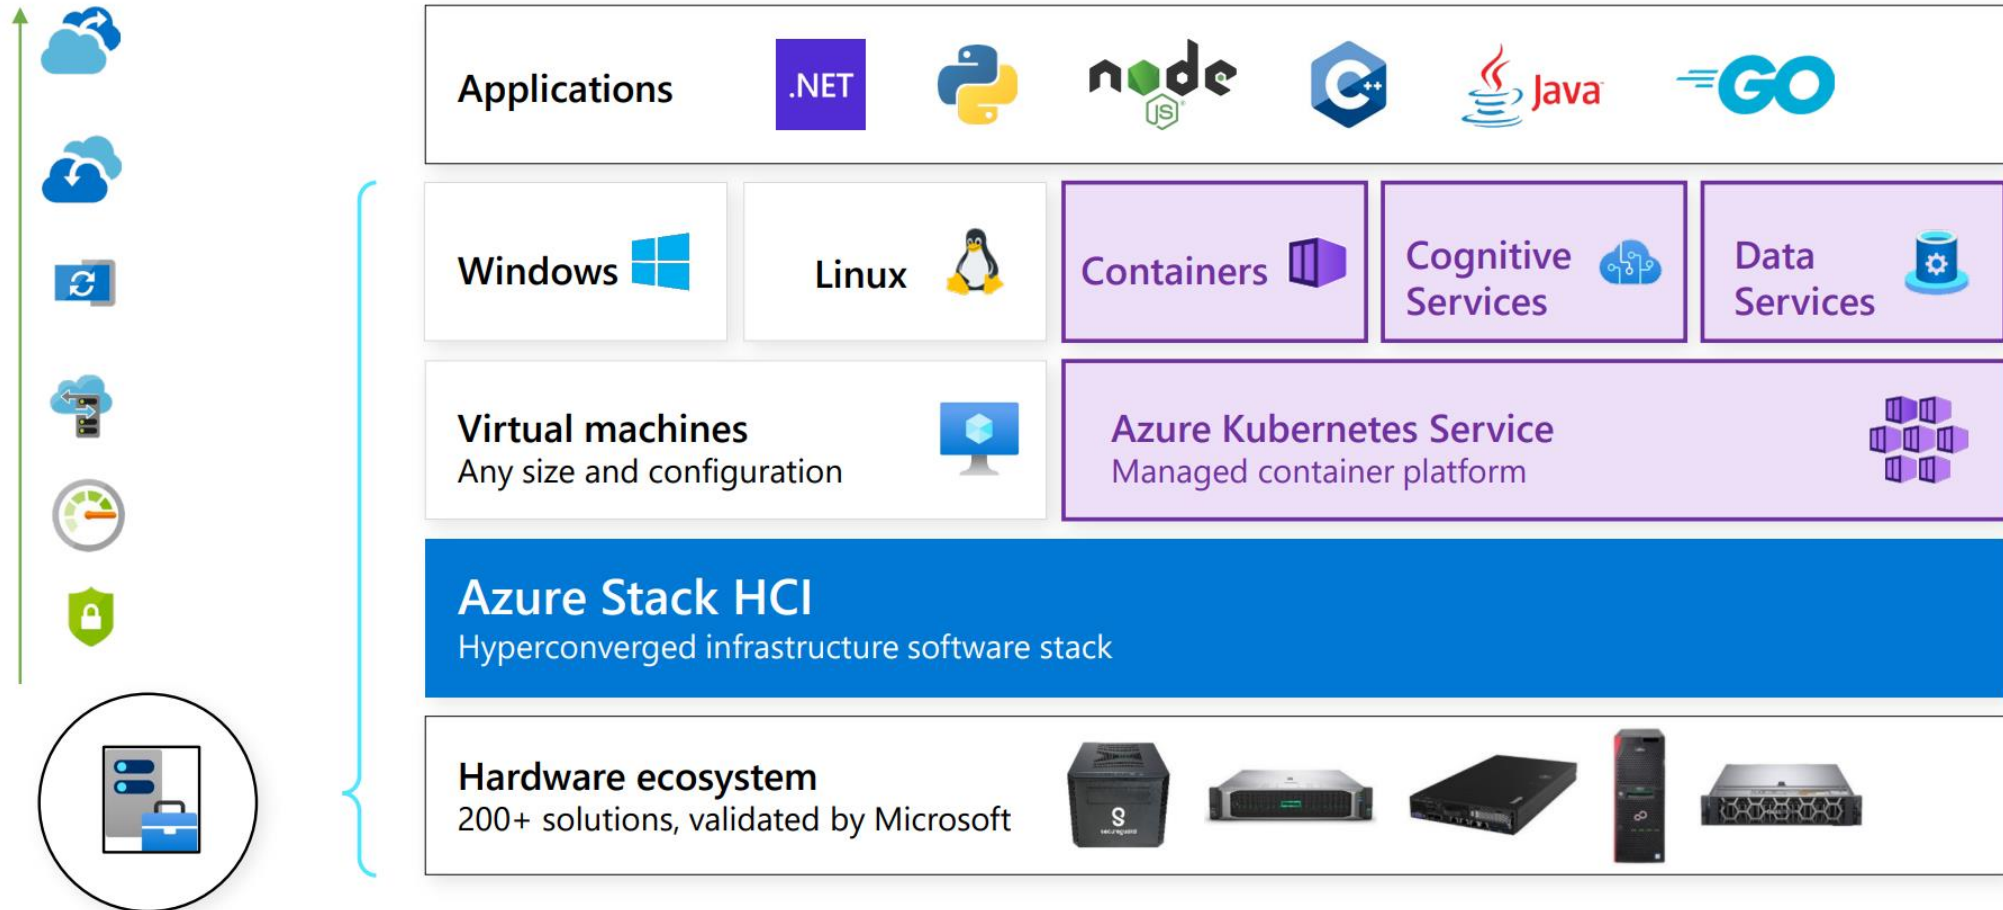 Applications
.NET
node
JS
C++
Java
GO
Windows
Linux
Containers
Cognitive
Services
Data
Services
Virtual machines
Any size and configuration
Azure Kubernetes Service
Managed container platform
Azure Stack HCI
Hyperconverged infrastructure software stack
Hardware ecosystem
200+ solutions, validated by Microsoft
secureguard